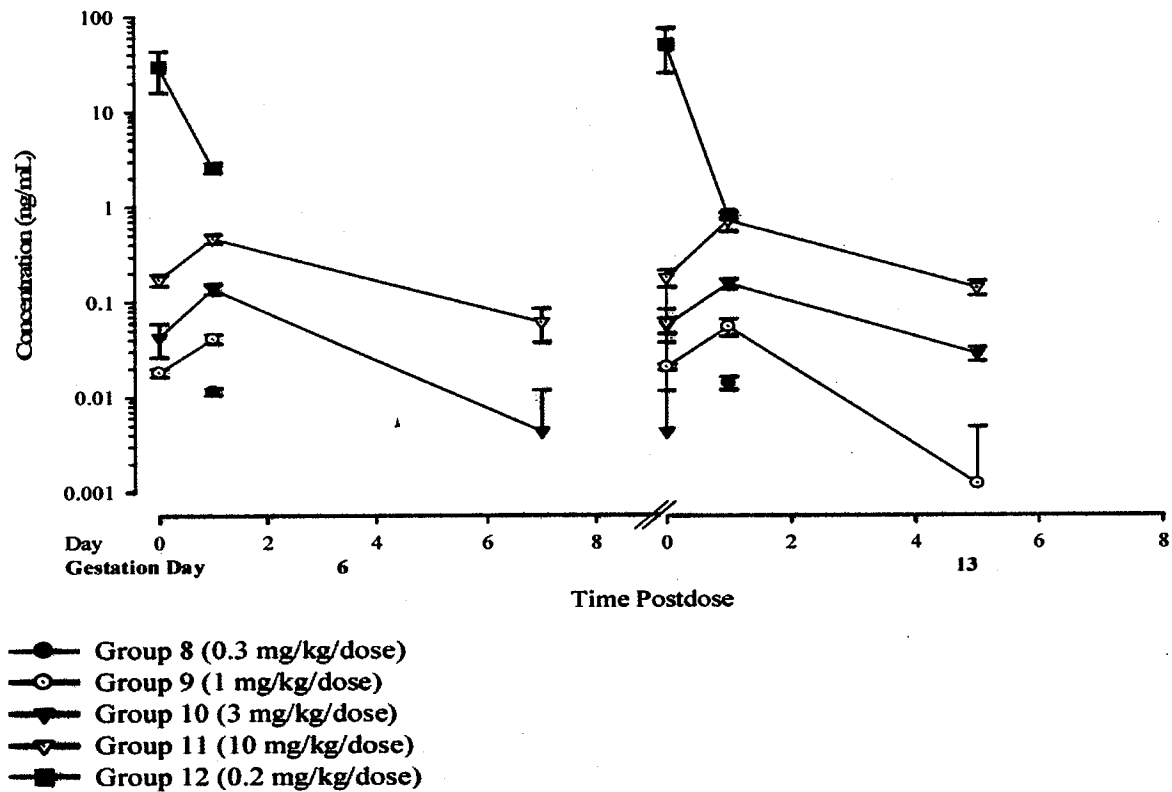 100
10
1
0.1
0.01
0.001
Concentration (ng/mL)
Day 0 2 4 6 8 0 2 4 6 8
Gestation Day 6 13
Time Postdose
Group 8 (0.3 mg/kg/dose)
Group 9 (1 mg/kg/dose)
Group 10 (3 mg/kg/dose)
Group 11 (10 mg/kg/dose)
Group 12 (0.2 mg/kg/dose)